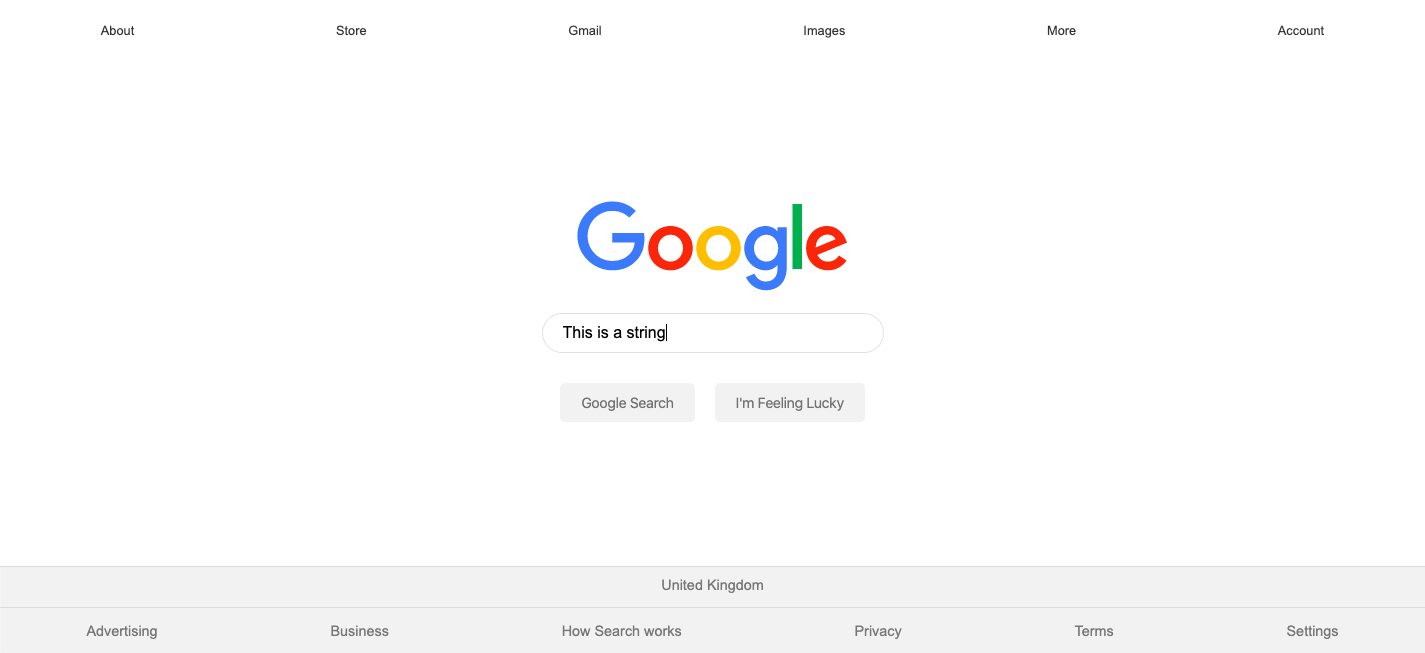 About Store Gmail Images More Account
Google
This is a string
Google Search I'm Feeling Lucky
United Kingdom
Advertising Business How Search works Privacy Terms Settings